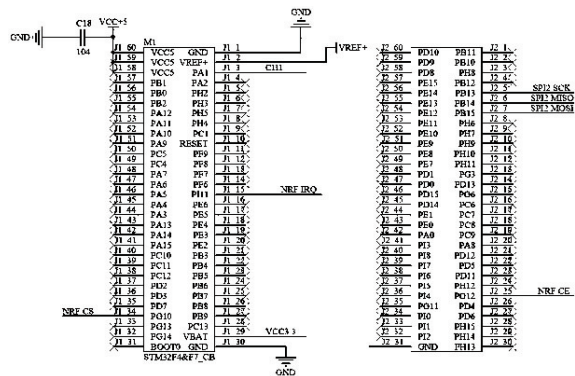 GND
C18
VCC+5
104
GND
VREF+
M1
J1 60 VCC5 GND J1 1
J1 59 VCC5 VREF+ J1 2
J1 58 VCC5 PA1 J1 3 C111
J1 57 PB1 PA2 J1 4
J1 56 PB0 PH2 J1 5
J1 55 PB2 PH3 J1 6
J1 54 PA12 PH5 J1 7
J1 53 PA11 PH4 J1 8
J1 52 PA10 PC1 J1 9
J1 51 PA9 RESET J1 10
J1 50 PC5 PF9 J1 11
J1 49 PC4 PF8 J1 12
J1 48 PA7 PF7 J1 13
J1 47 PA6 PF6 J1 14
J1 46 PA5 PI11 J1 15 NRF IRQ
J1 45 PA4 PE6 J1 16
J1 44 PA3 PE5 J1 17
J1 43 PA13 PE4 J1 18
J1 42 PA14 PE3 J1 19
J1 41 PA15 PE2 J1 20
J1 40 PC10 PB3 J1 21
J1 39 PC11 PB4 J1 22
J1 38 PC12 PB5 J1 23
J1 37 PD2 PB6 J1 24
J1 36 PD3 PB7 J1 25
J1 35 PD7 PB8 J1 26
NRF CS J1 34 PG10 PB9 J1 27
J1 33 PG13 PC13 J1 28
J1 32 PG14 VBAT J1 29 VCC3 3
J1 31 BOOT0 GND J1 30
STM32F4&F7_CB
GND
J2 60 PD10 PB11 J2 1
J2 59 PD9 PB10 J2 2
J2 58 PD8 PH8 J2 3
J2 57 PE15 PB12 J2 4
J2 56 PE14 PB13 J2 5 SPI2 SCK
J2 55 PE13 PB14 J2 6 SPI2 MISO
J2 54 PE12 PB15 J2 7 SPI2 MOSI
J2 53 PE11 PH6 J2 8
J2 52 PE10 PH7 J2 9
J2 51 PE9 PH9 J2 10
J2 50 PE8 PH10 J2 11
J2 49 PE7 PH11 J2 12
J2 48 PD1 PG3 J2 13
J2 47 PD0 PD13 J2 14
J2 46 PD15 PG6 J2 15
J2 45 PD14 PC6 J2 16
J2 44 PE1 PC7 J2 17
J2 43 PE0 PC8 J2 18
J2 42 PA0 PC9 J2 19
J2 41 PI3 PA8 J2 20
J2 40 PI8 PD12 J2 21
J2 39 PI7 PD5 J2 22
J2 38 PI6 PD11 J2 23
J2 37 PI5 PH12 J2 24
J2 36 PI4 PG12 J2 25 NRF CE
J2 35 PG11 PD4 J2 26
J2 34 PI0 PD6 J2 27
J2 33 PI1 PH15 J2 28
J2 32 PI2 PH14 J2 29
J2 31 GND PH13 J2 30